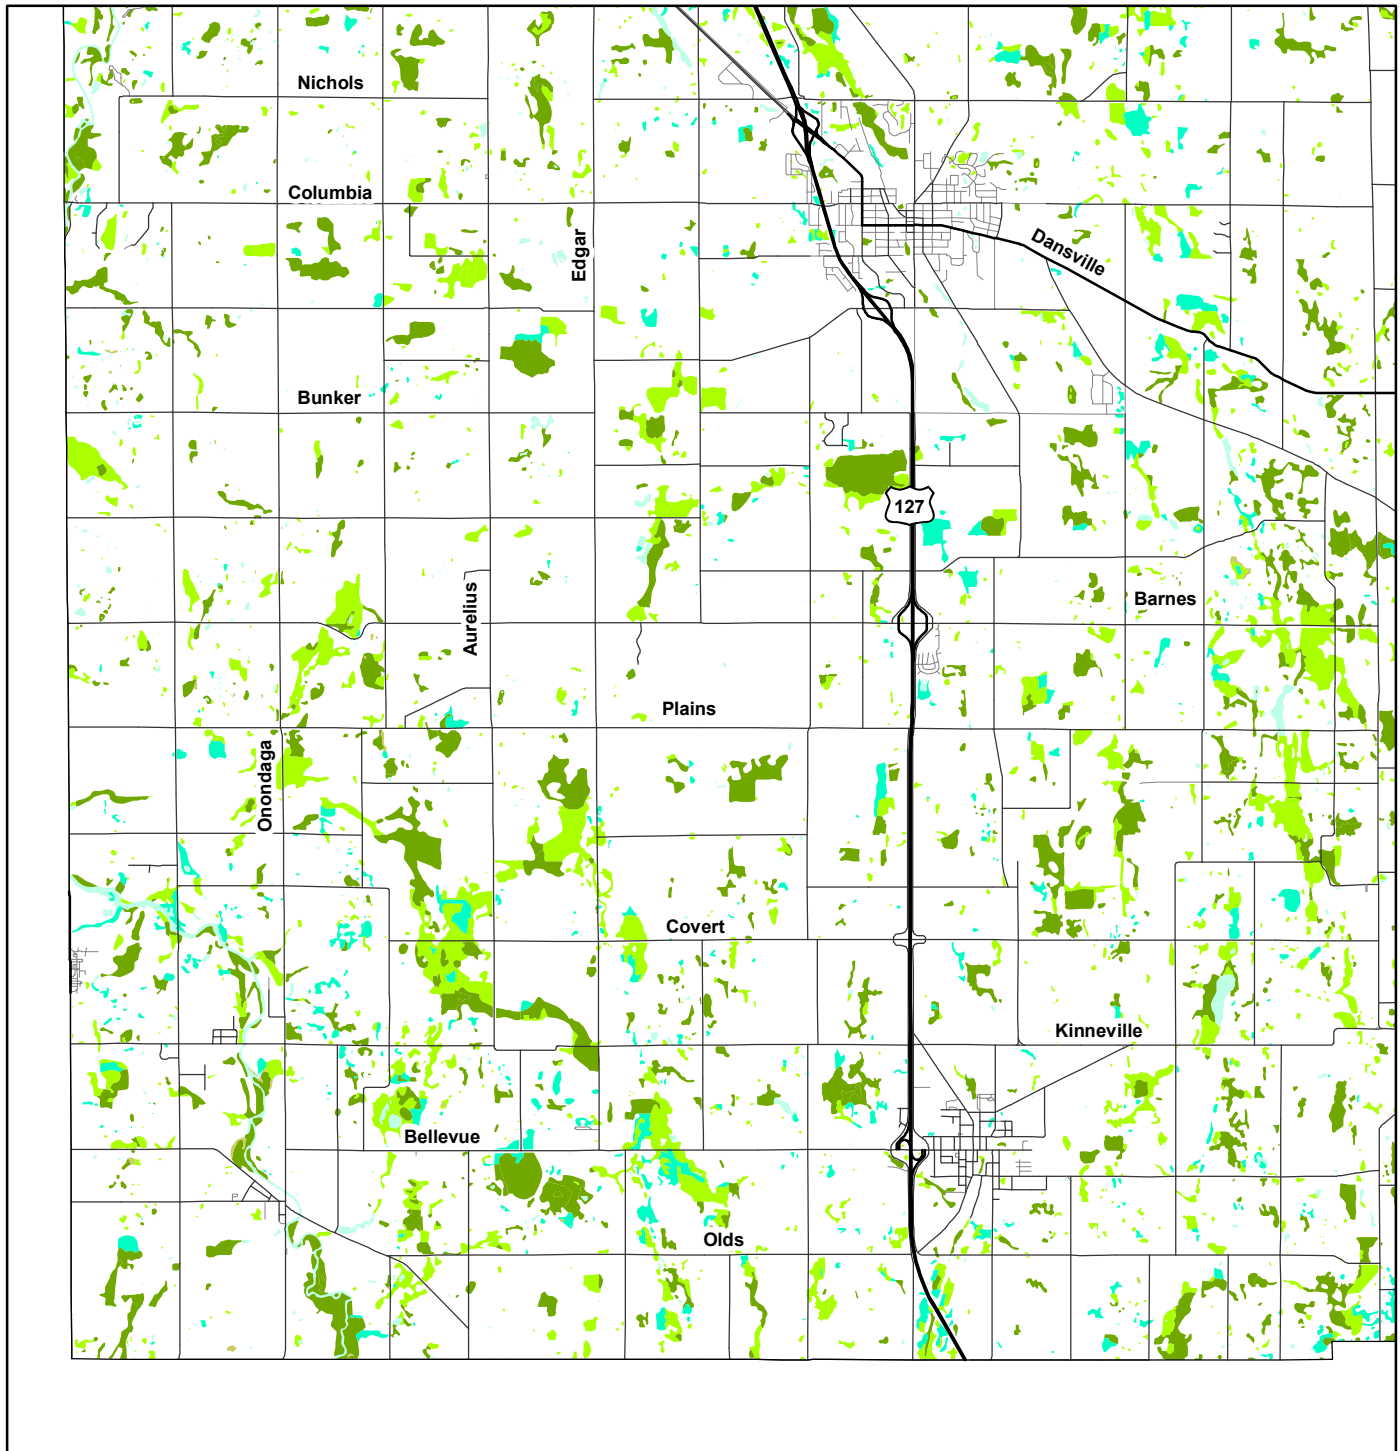 Nichols
Columbia
Edgar
Dansville
Bunker
127
Aurelius
Barnes
Plains
Onondaga
Covert
Kinneville
Bellevue
Olds